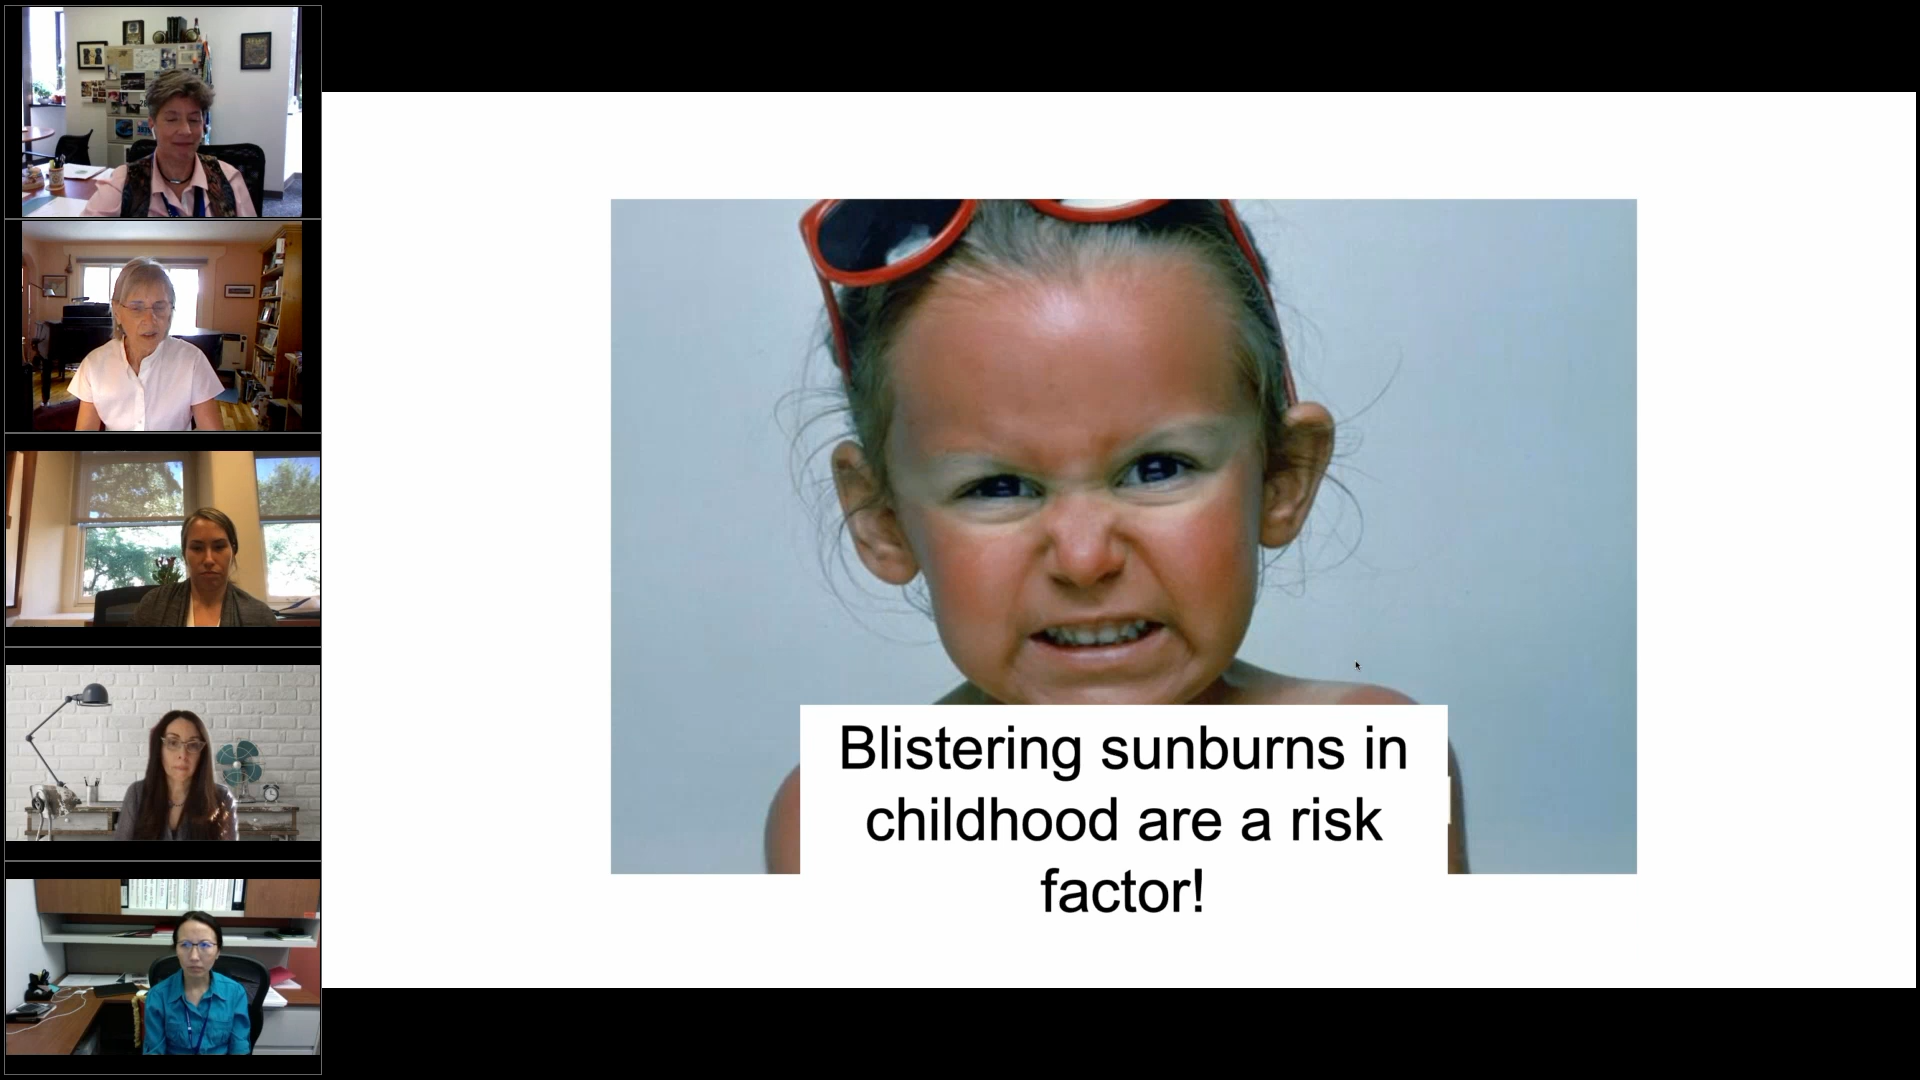 Blistering sunburns in
childhood are a risk
factor!